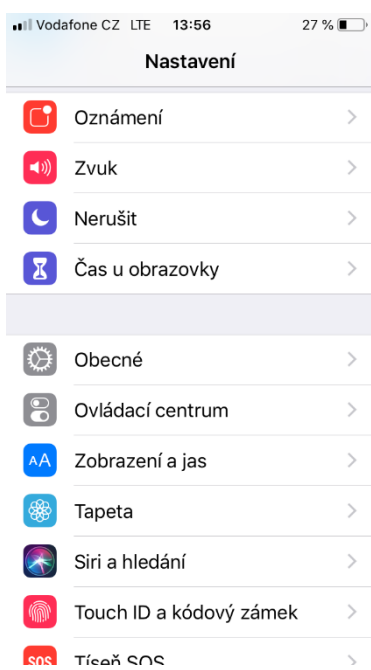 Vodafone CZ LTE 13:56 27 %
Nastavení
Oznámení
Zvuk
Nerušit
Čas u obrazovky
Obecné
Ovládací centrum
AA Zobrazení a jas
Tapeta
Siri a hledání
Touch ID a kódový zámek
SOS Tíseň SOS